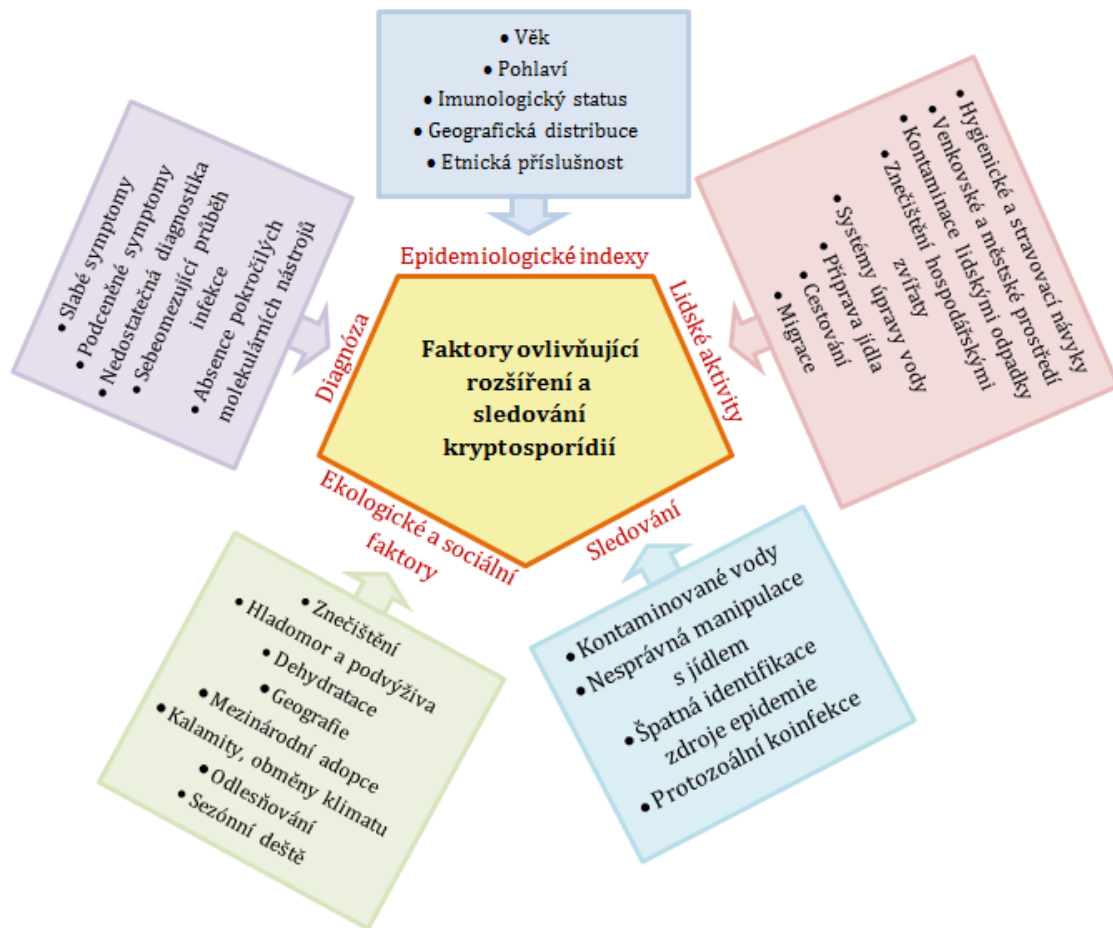 • Věk
• Pohlaví
• Imunologický status
• Geografická distribuce
• Etnická příslušnost
Epidemiologické indexy
• Slabé symptomy
• Podceněné symptomy
• Nedostatečná diagnostika
• Sebeomezující průběh
infekce
• Absence pokročilých
molekulárních nástrojů
Diagnóza
• Hygienické a stravovací návyky
• Venkovské a městské prostředí
• Kontaminace lidskými odpadky
• Znečištění hospodářskými
zvířaty
• Systémy úpravy vody
• Příprava jídla
• Cestování
• Migrace
Lidské aktivity
Faktory ovlivňující
rozšíření a
sledování
kryptosporídií
Ekologické a sociální
faktory
• Znečištění
• Hladomor a podvýživa
• Dehydratace
• Geografie
• Mezinárodní adopce
• Kalamity, obměny klimatu
• Odlesňování
• Sezónní deště
Sledování
• Kontaminované vody
• Nesprávná manipulace
s jídlem
• Špatná identifikace
zdroje epidemie
• Protozoální koinfekce